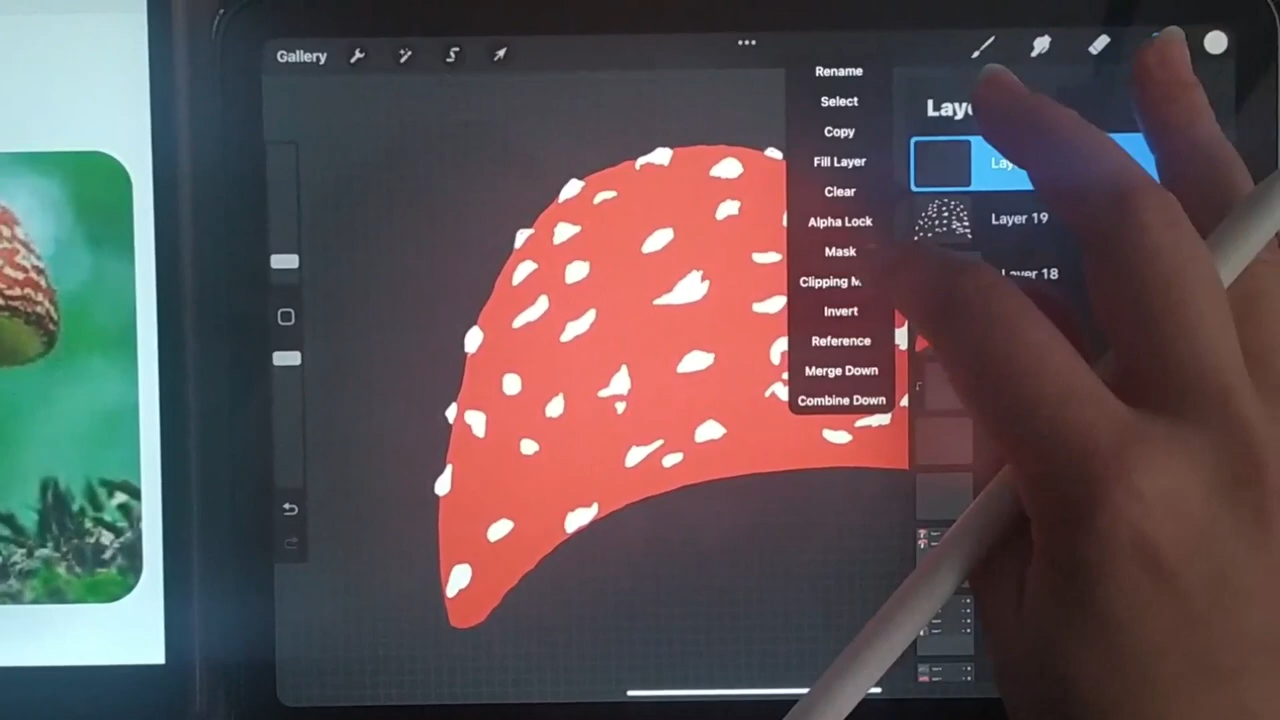 Gallery
Rename
Select
Copy
Fill Layer
Clear
Alpha Lock
Mask
Clipping
Invert
Reference
Merge Down
Combine Down
Layer 19
Layer 18